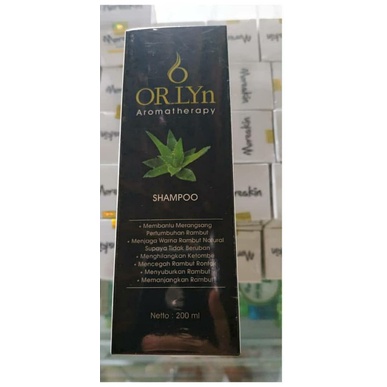 ORLYn
Aromatherapy
SHAMPOO
• Membantu Merangsang
Pertumbuhan Rambut
• Menjaga Warna Rambut Natural
Supaya Tidak Beruban
• Menghilangkan Ketombe
• Mencegah Rambut Rontok
• Menyuburkan Rambut
• Memanjangkan Rambut
Netto : 200 ml